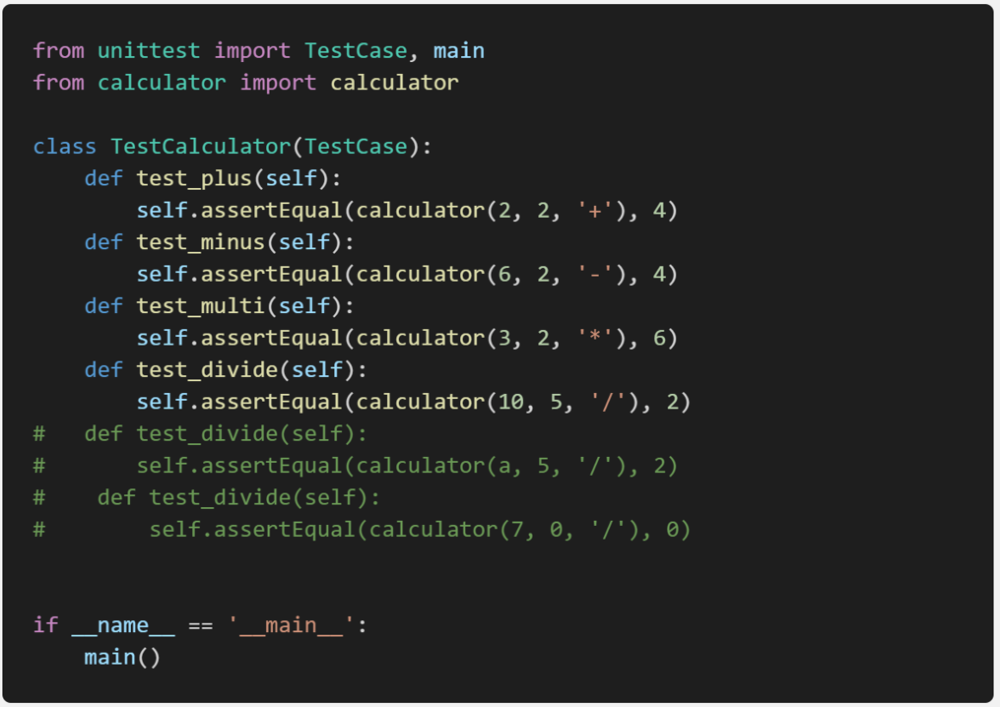 from unittest import TestCase, main
from calculator import calculator

class TestCalculator(TestCase):
    def test_plus(self):
        self.assertEqual(calculator(2, 2, '+'), 4)
    def test_minus(self):
        self.assertEqual(calculator(6, 2, '-'), 4)
    def test_multi(self):
        self.assertEqual(calculator(3, 2, '*'), 6)
    def test_divide(self):
        self.assertEqual(calculator(10, 5, '/'), 2)
#   def test_divide(self):
#       self.assertEqual(calculator(a, 5, '/'), 2)
#    def test_divide(self):
#        self.assertEqual(calculator(7, 0, '/'), 0)


if __name__ == '__main__':
    main()